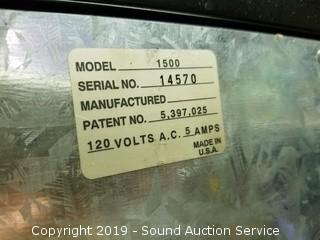 MODEL 1500
SERIAL NO. 14570
MANUFACTURED
PATENT NO. 5,397,025
120 VOLTS A.C. 5 AMPS
MADE IN
U.S.A.
Copyright 2019 - Sound Auction Service